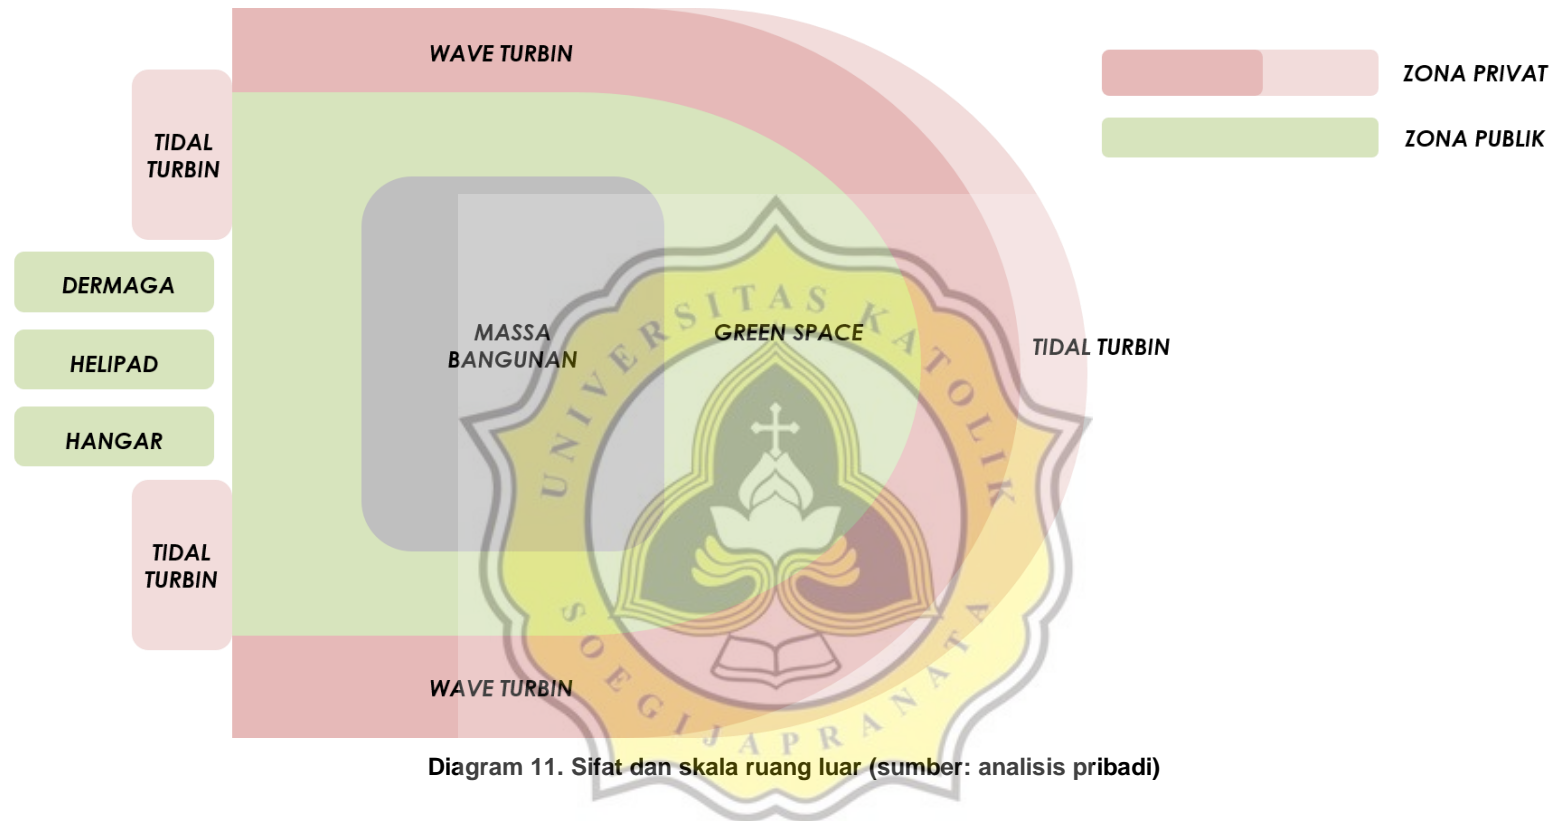 WAVE TURBIN
ZONA PRIVAT
ZONA PUBLIK
TIDAL
TURBIN
DERMAGA
HELIPAD
HANGAR
MASSA
BANGUNAN
GREEN SPACE
TIDAL TURBIN
TIDAL
TURBIN
WAVE TURBIN
UNIVERSITAS KATOLIK
SOEGIJAPRANATA
Diagram 11. Sifat dan skala ruang luar (sumber: analisis pribadi)